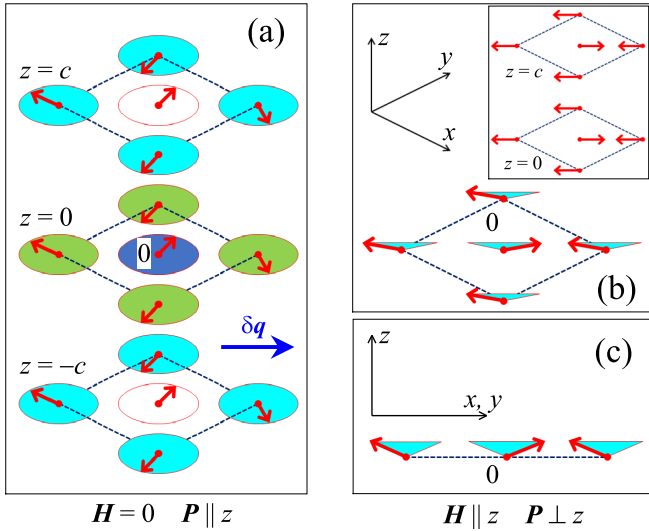 (a)
z = c
z = 0
0
δq
z = –c
H = 0 P || z
z
y
x
z = c
z = 0
0
(b)
z
(c)
x, y
0
H || z P ⊥ z